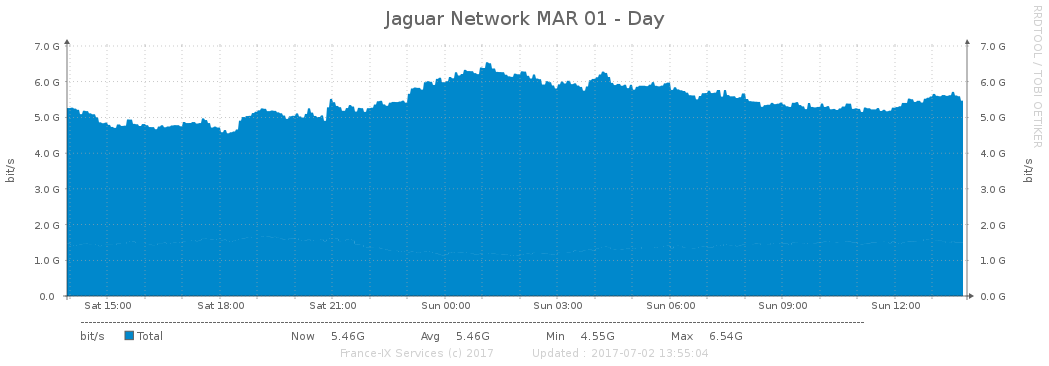 Jaguar Network MAR 01 - Day
RRDTOOL / TOBI OETIKER
7.0 G 7.0 G
6.0 G 6.0 G
5.0 G 5.0 G
4.0 G 4.0 G
bit/s bit/s
3.0 G 3.0 G
2.0 G 2.0 G
1.0 G 1.0 G
0.0 0.0 G
Sat 15:00 Sat 18:00 Sat 21:00 Sun 00:00 Sun 03:00 Sun 06:00 Sun 09:00 Sun 12:00
bit/s Total Now 5.46G Avg 5.46G Min 4.55G Max 6.54G
France-IX Services (c) 2017 Updated : 2017-07-02 13:55:04